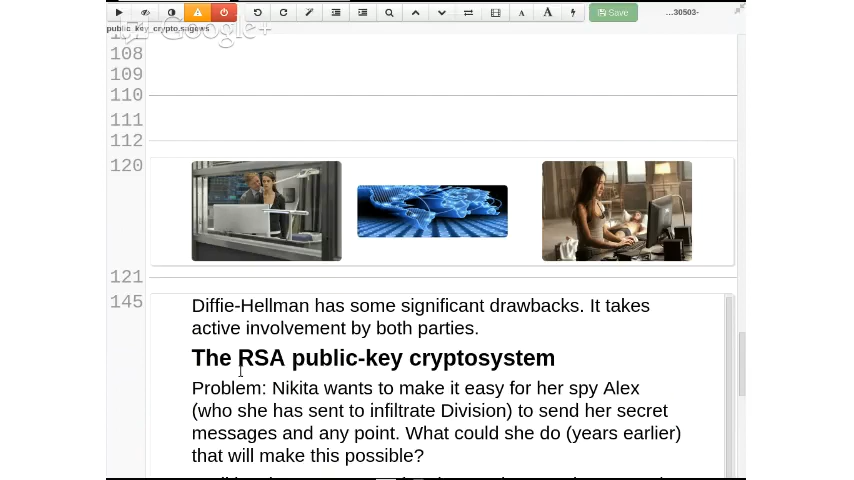 Save
...30503-
Google+
public_key_crypto.sagews
108
109
110
111
112
120
121
145
Diffie-Hellman has some significant drawbacks. It takes
active involvement by both parties.
The RSA public-key cryptosystem
Problem: Nikita wants to make it easy for her spy Alex
(who she has sent to infiltrate Division) to send her secret
messages and any point. What could she do (years earlier)
that will make this possible?